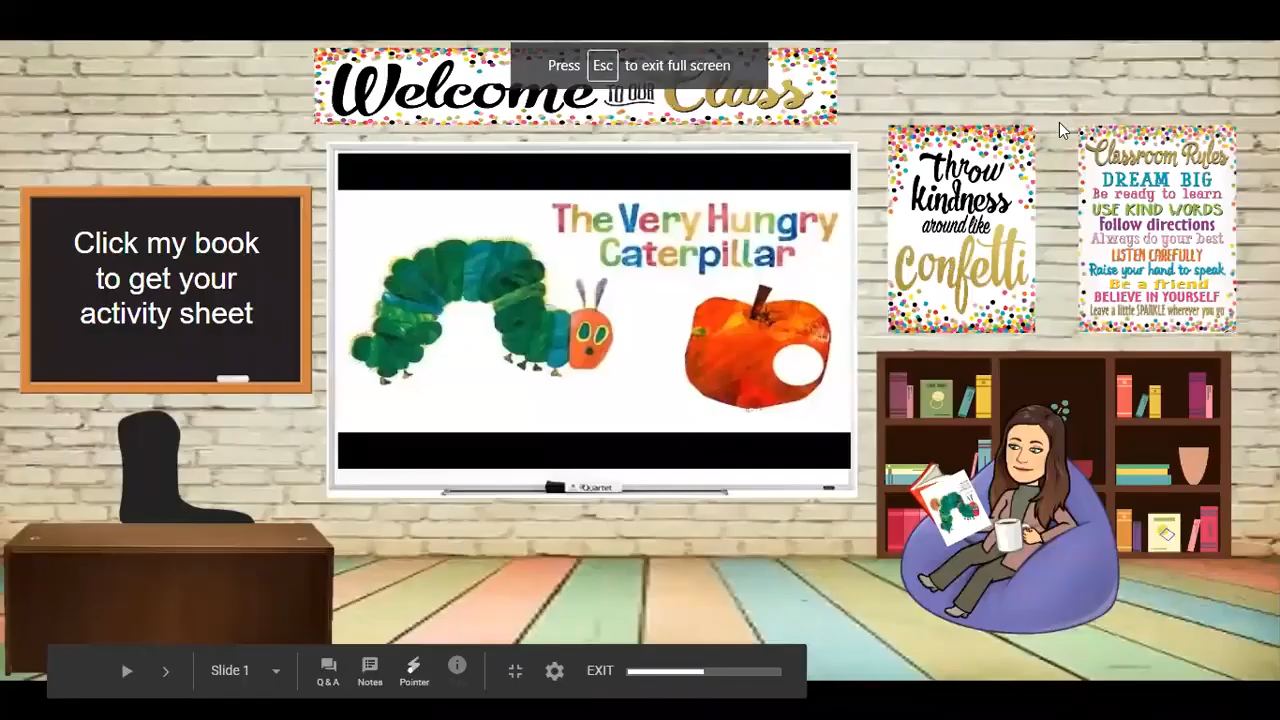 Press Esc to exit full screen
Welcome TO OUR Class
Click my book
to get your
activity sheet
The Very Hungry
Caterpillar
Throw
kindness
around like
confetti
Classroom Rules
DREAM BIG
Be ready to learn
USE KIND WORDS
Follow directions
Always do your best
LISTEN CAREFULLY
Raise your hand to speak
Be a friend
BELIEVE IN YOURSELF
Leave a little SPARKLE wherever you go
Quartet
Slide 1
Q & A
Notes
Pointer
EXIT